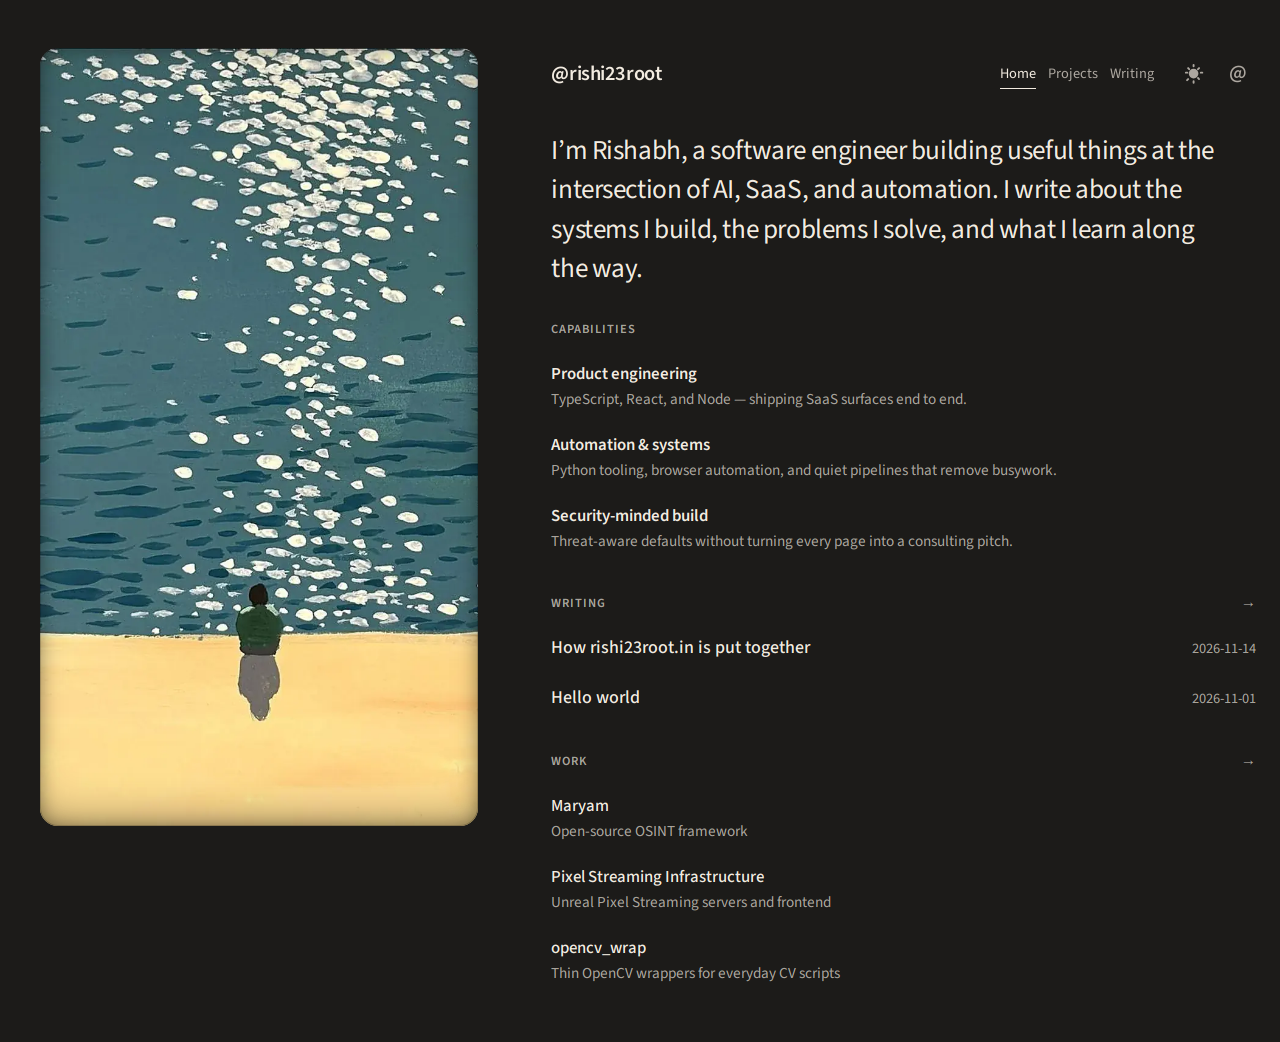 @rishi23root
Home Projects Writing @
I’m Rishabh, a software engineer building useful things at the
intersection of AI, SaaS, and automation. I write about the
systems I build, the problems I solve, and what I learn along
the way.
CAPABILITIES
Product engineering
TypeScript, React, and Node — shipping SaaS surfaces end to end.
Automation & systems
Python tooling, browser automation, and quiet pipelines that remove busywork.
Security-minded build
Threat-aware defaults without turning every page into a consulting pitch.
WRITING →
How rishi23root.in is put together 2026-11-14
Hello world 2026-11-01
WORK →
Maryam
Open-source OSINT framework
Pixel Streaming Infrastructure
Unreal Pixel Streaming servers and frontend
opencv_wrap
Thin OpenCV wrappers for everyday CV scripts